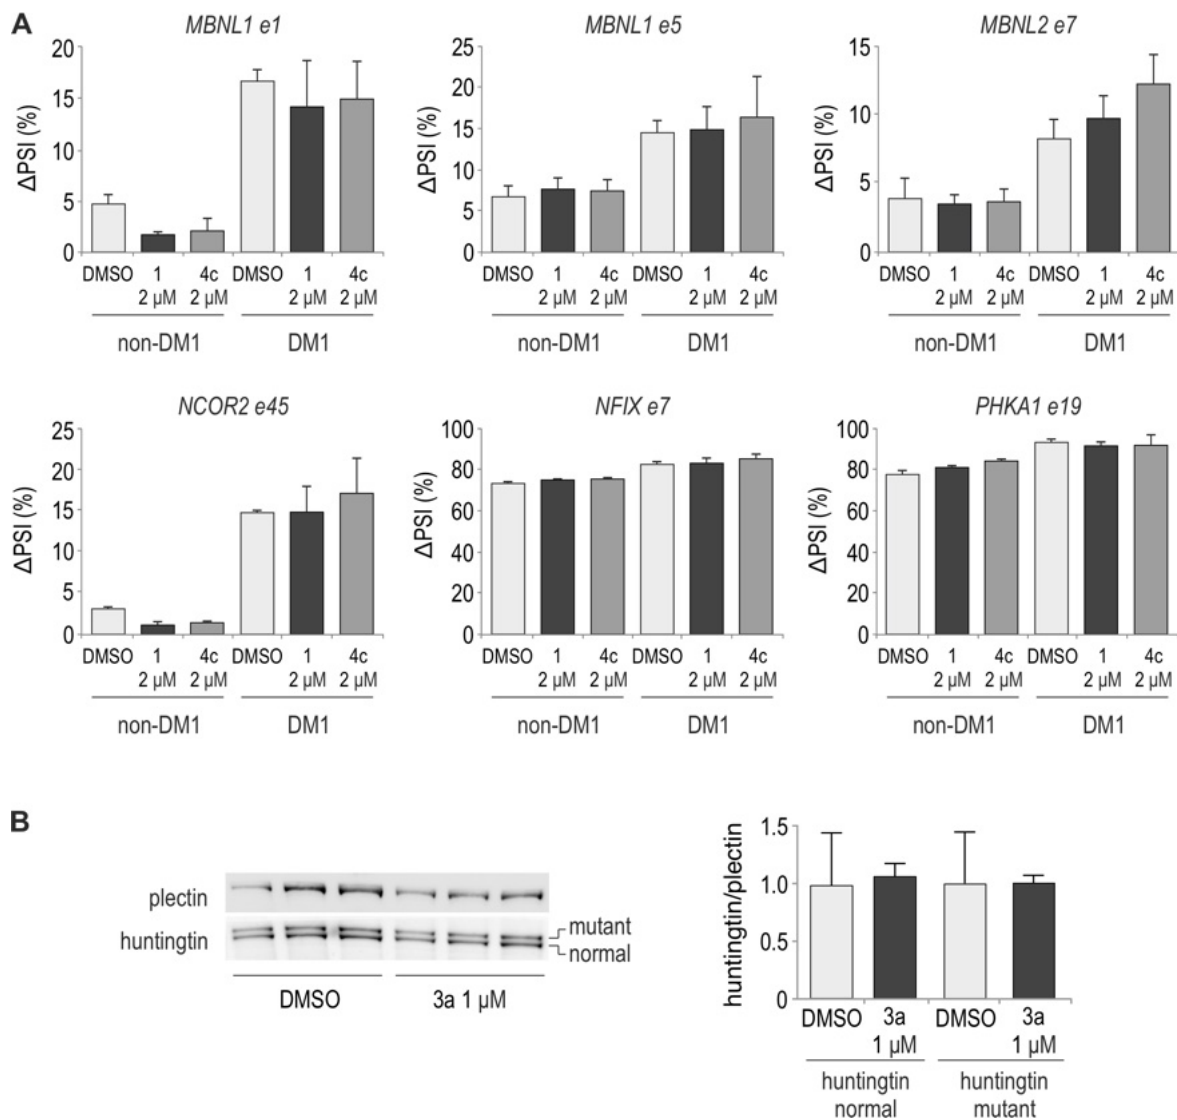 A
MBNL1 e1
ΔPSI (%)
20
15
10
5
0
DMSO 1 4c DMSO 1 4c
2 µM 2 µM 2 µM 2 µM
non-DM1 DM1
MBNL1 e5
ΔPSI (%)
25
20
15
10
5
0
DMSO 1 4c DMSO 1 4c
2 µM 2 µM 2 µM 2 µM
non-DM1 DM1
MBNL2 e7
ΔPSI (%)
15
10
5
0
DMSO 1 4c DMSO 1 4c
2 µM 2 µM 2 µM 2 µM
non-DM1 DM1
NCOR2 e45
ΔPSI (%)
25
20
15
10
5
0
DMSO 1 4c DMSO 1 4c
2 µM 2 µM 2 µM 2 µM
non-DM1 DM1
NFIX e7
ΔPSI (%)
100
80
60
40
20
0
DMSO 1 4c DMSO 1 4c
2 µM 2 µM 2 µM 2 µM
non-DM1 DM1
PHKA1 e19
ΔPSI (%)
100
80
60
40
20
0
DMSO 1 4c DMSO 1 4c
2 µM 2 µM 2 µM 2 µM
non-DM1 DM1
B
plectin
huntingtin
mutant
normal
DMSO 3a 1 µM
huntingtin/plectin
1.5
1.0
0.5
0
DMSO 3a DMSO 3a
1 µM 1 µM
huntingtin huntingtin
normal mutant